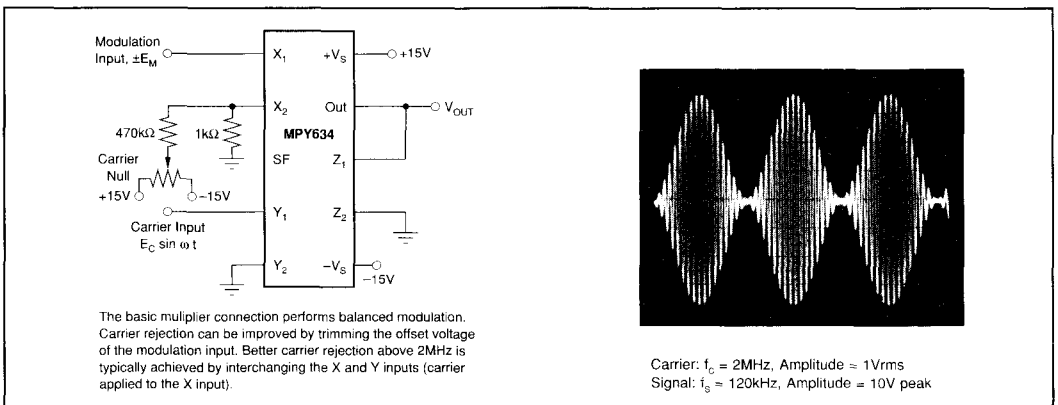 Modulation
Input, ±E_M
X₁
+V_S
+15V
X₂
Out
V_OUT
470kΩ
1kΩ
MPY634
SF
Z₁
Carrier
Null
+15V
–15V
Y₁
Z₂
Carrier Input
E_C sin ω t
Y₂
–V_S
–15V
The basic muliplier connection performs balanced modulation.
Carrier rejection can be improved by trimming the offset voltage
of the modulation input. Better carrier rejection above 2MHz is
typically achieved by interchanging the X and Y inputs (carrier
applied to the X input).
Carrier: f_c = 2MHz, Amplitude = 1Vrms
Signal: f_s = 120kHz, Amplitude = 10V peak